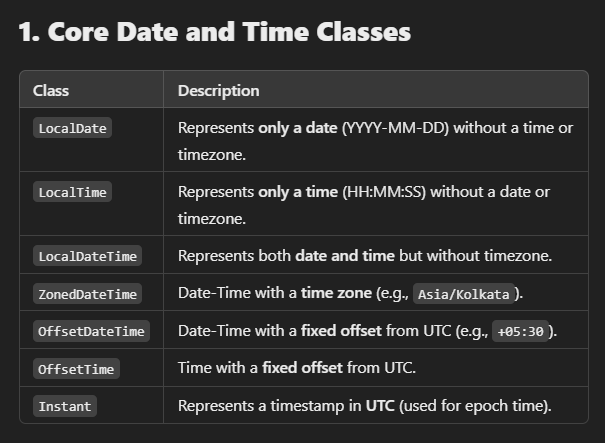 1. Core Date and Time Classes
Class Description
LocalDate Represents only a date (YYYY-MM-DD) without a time or
timezone.
LocalTime Represents only a time (HH:MM:SS) without a date or
timezone.
LocalDateTime Represents both date and time but without timezone.
ZonedDateTime Date-Time with a time zone (e.g., Asia/Kolkata).
OffsetDateTime Date-Time with a fixed offset from UTC (e.g., +05:30).
OffsetTime Time with a fixed offset from UTC.
Instant Represents a timestamp in UTC (used for epoch time).